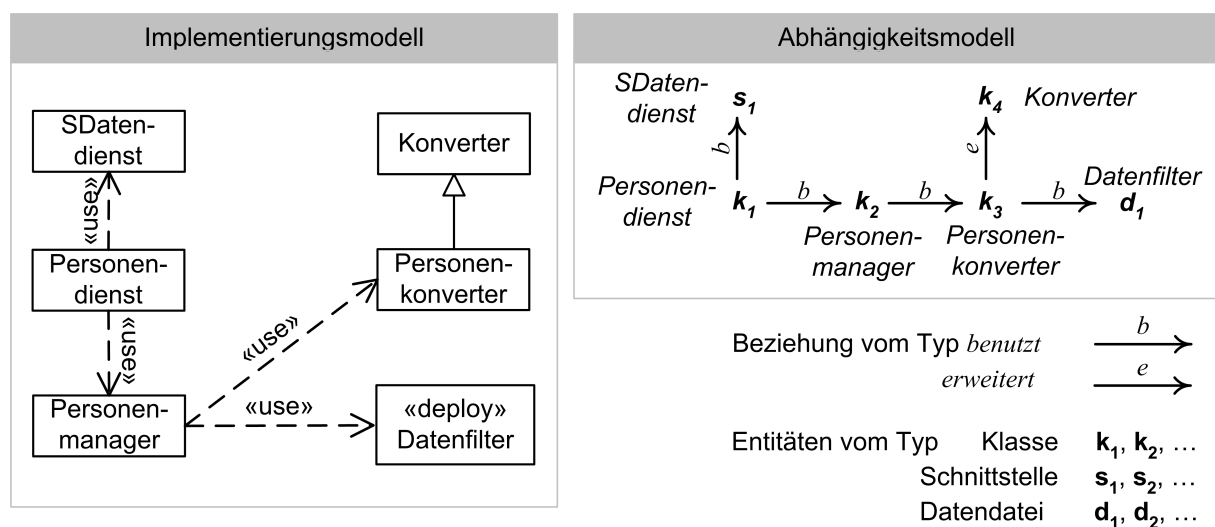 Implementierungsmodell
SDaten-
dienst
«use»
Personen-
dienst
«use»
Personen-
manager
Konverter
Personen-
konverter
«use»
«use»
«deploy»
Datenfilter
Abhängigkeitsmodell
SDaten-
dienst
s1
k4 Konverter
b
e
Personen-
dienst
k1 b k2 b k3 b d1
Datenfilter
Personen-
manager
Personen-
konverter
Beziehung vom Typ benutzt b
erweitert e
Entitäten vom Typ Klasse k1, k2, …
Schnittstelle s1, s2, …
Datendatei d1, d2, …